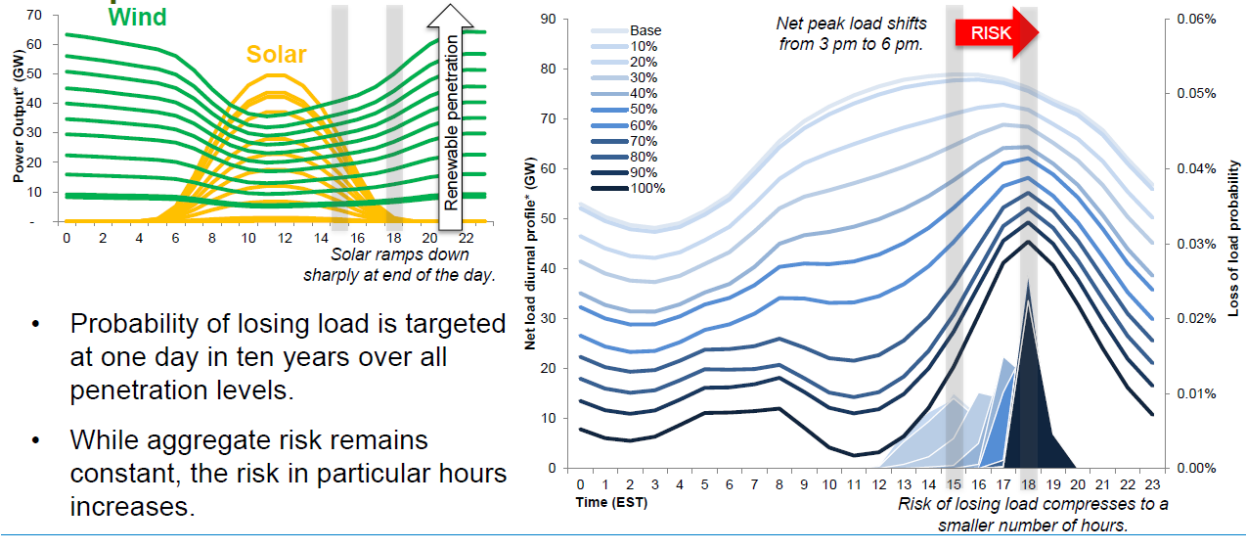 Wind
Solar
Power Output* (GW)
70
60
50
40
30
20
10
-
0 2 4 6 8 10 12 14 16 18 20 22
Renewable penetration
Solar ramps down
sharply at end of the day.
• Probability of losing load is targeted
at one day in ten years over all
penetration levels.
• While aggregate risk remains
constant, the risk in particular hours
increases.
Net load diurnal profile* (GW)
90
80
70
60
50
40
30
20
10
0
Base
10%
20%
30%
40%
50%
60%
70%
80%
90%
100%
Net peak load shifts
from 3 pm to 6 pm.
RISK
0.06%
0.05%
0.04%
0.03%
0.02%
0.01%
0.00%
Loss of load probability
0 1 2 3 4 5 6 7 8 9 10 11 12 13 14 15 16 17 18 19 20 21 22 23
Time (EST)
Risk of losing load compresses to a
smaller number of hours.